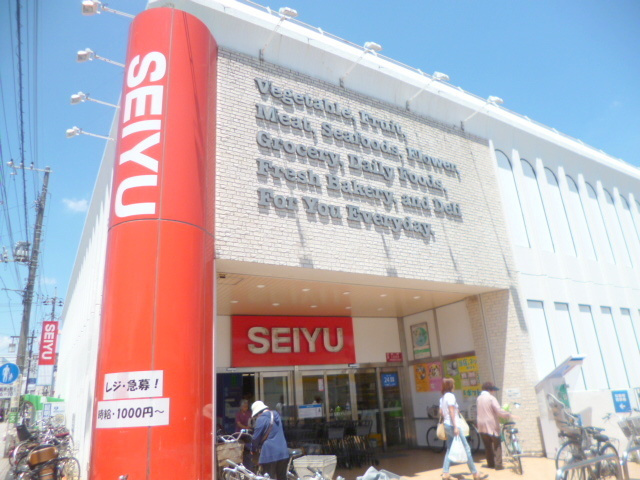 SEIYU
Vegetable, Fruit,
Meat, Seafoods, Flower,
Grocery, Daily Foods,
Fresh Bakery, and Deli
For You Everyday.
SEIYU
SEIYU
レジ・急募!
時給・1000円~